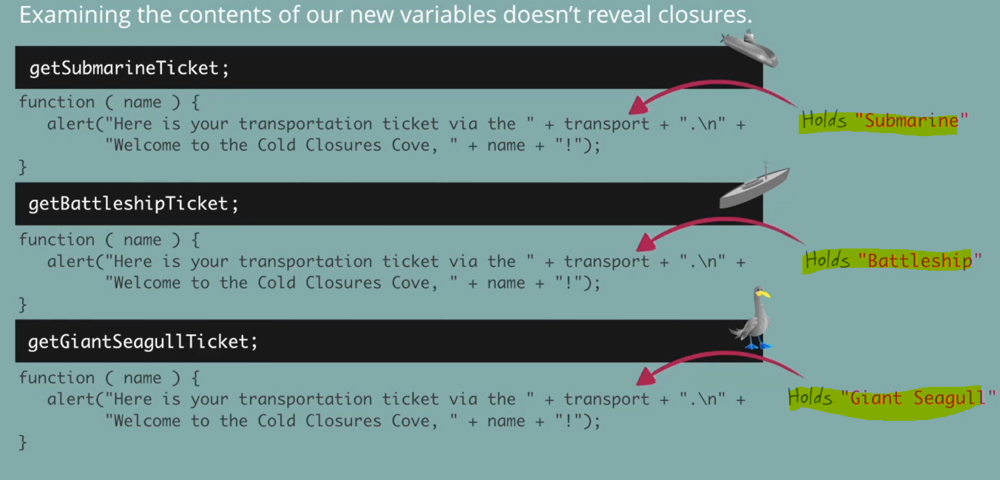 Examining the contents of our new variables doesn’t reveal closures.
getSubmarineTicket;
function ( name ) {
alert("Here is your transportation ticket via the " + transport + ".\n" +
"Welcome to the Cold Closures Cove, " + name + "!");
}
Holds "Submarine"
getBattleshipTicket;
function ( name ) {
alert("Here is your transportation ticket via the " + transport + ".\n" +
"Welcome to the Cold Closures Cove, " + name + "!");
}
Holds "Battleship"
getGiantSeagullTicket;
function ( name ) {
alert("Here is your transportation ticket via the " + transport + ".\n" +
"Welcome to the Cold Closures Cove, " + name + "!");
}
Holds "Giant Seagull"